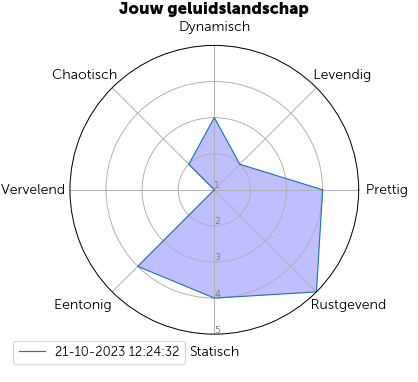 Jouw geluidslandschap
Dynamisch
Chaotisch
Levendig
Vervelend
Prettig
1
2
3
4
5
Eentonig
Rustgevend
21-10-2023 12:24:32
Statisch